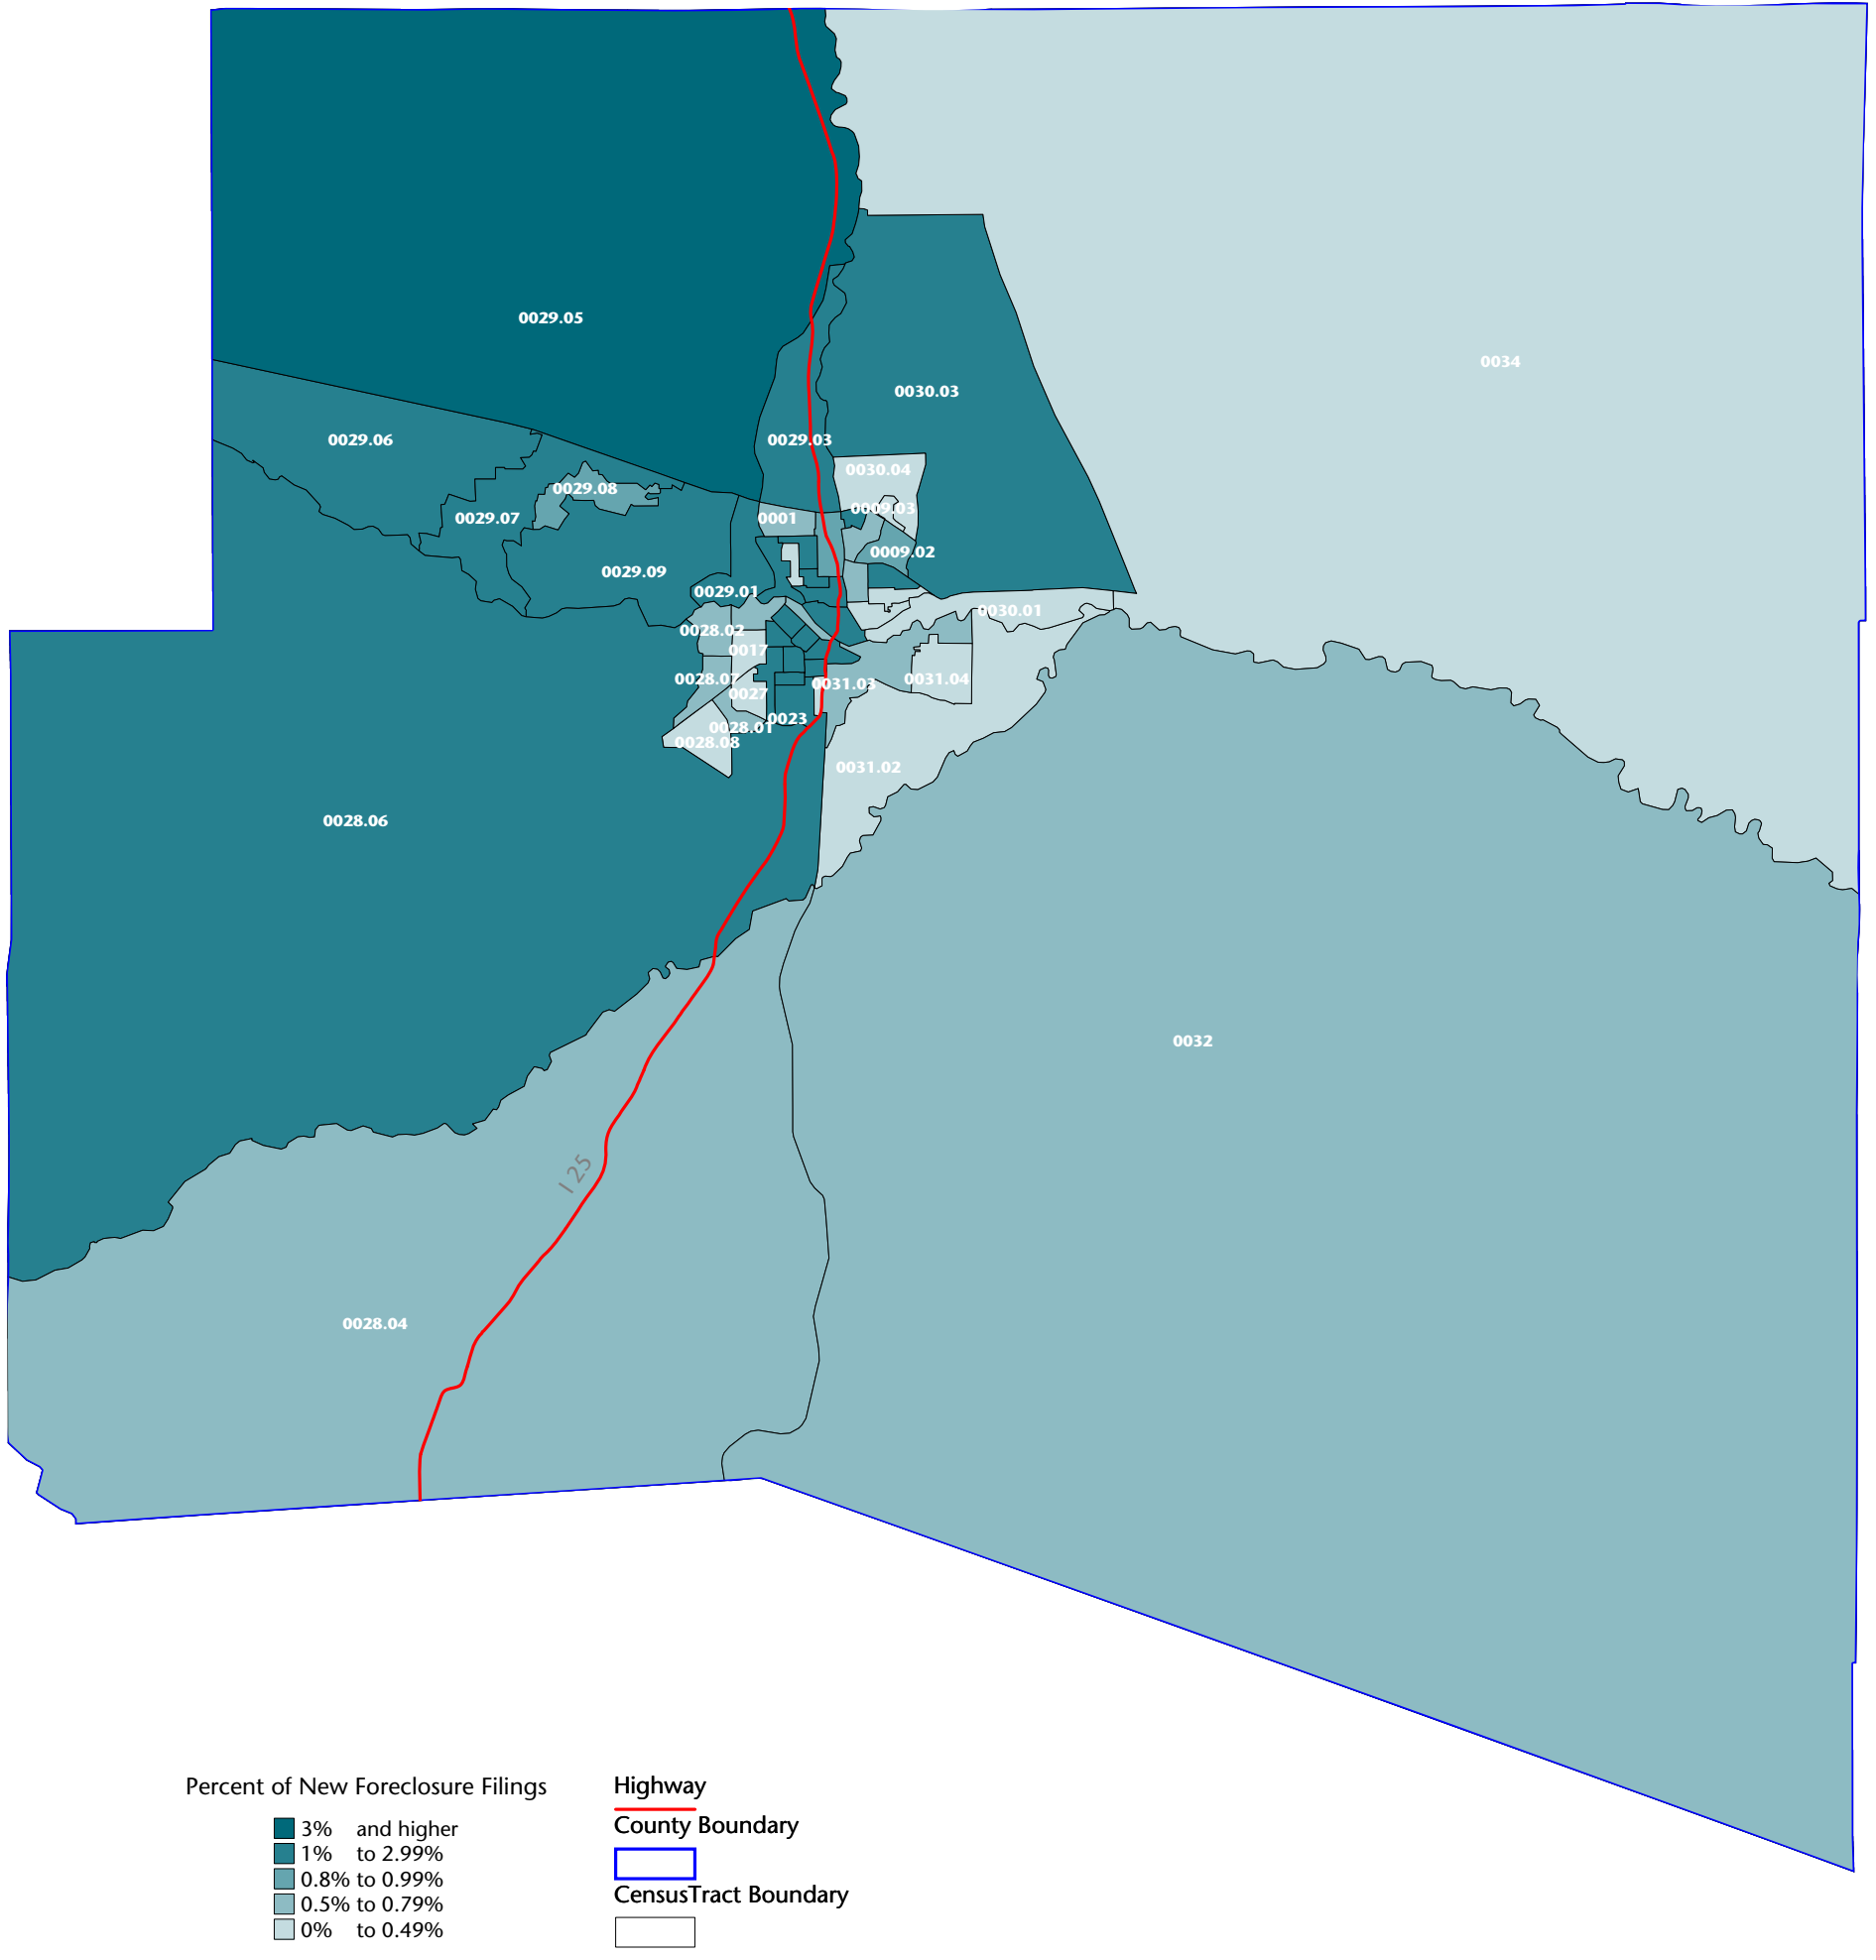 0029.05
0034
0030.03
0029.06
0029.03
0030.04
0029.08
0009.03
0029.07
0001
0009.02
0029.09
0029.01
0030.01
0028.02
0017
0028.07
0031.03
0031.04
0027
0023
0028.01
0028.08
0031.02
0028.06
0032
I 25
0028.04
Percent of New Foreclosure Filings
3% and higher
1% to 2.99%
0.8% to 0.99%
0.5% to 0.79%
0% to 0.49%
Highway
County Boundary
CensusTract Boundary